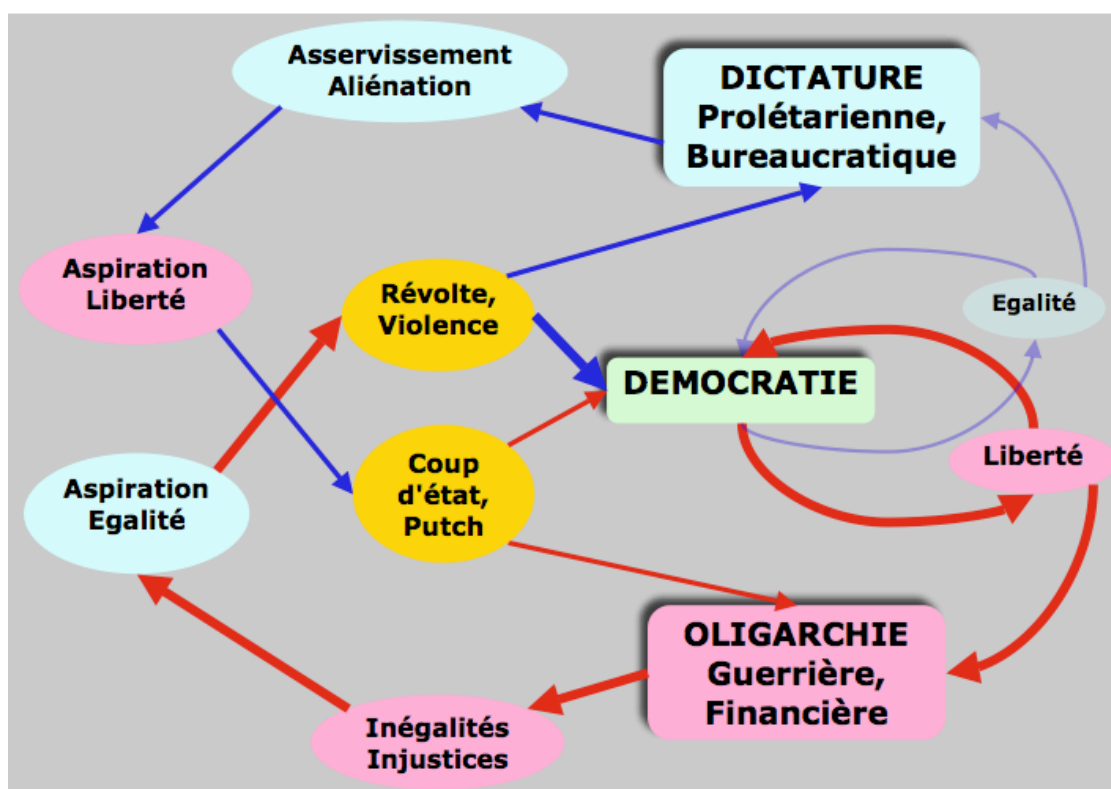 Asservissement
Aliénation
DICTATURE
Prolétarienne,
Bureaucratique
Aspiration
Liberté
Révolte,
Violence
Egalité
DEMOCRATIE
Aspiration
Egalité
Coup
d'état,
Putch
Liberté
OLIGARCHIE
Guerrière,
Financière
Inégalités
Injustices